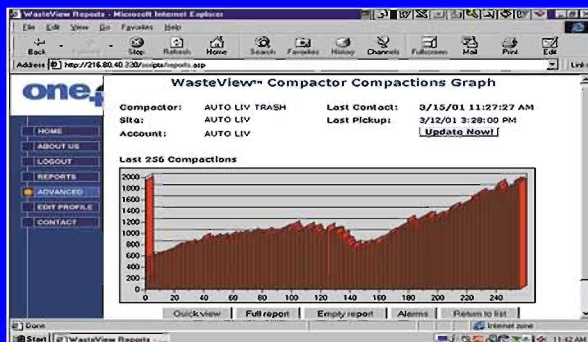 WasteView Reports - Microsoft Internet Explorer
File Edit View Go Favorites Help
Back Stop Refresh Home Search Favorites History Channels Fullscreen Mail Print Edit
Address http://216.80.40.230/scripts/reports.asp Links
one+
WasteView™ Compactor Compactions Graph
Compactor: AUTO LIV TRASH Last Contact: 3/15/01 11:27:27 AM
Site: AUTO LIV Last Pickup: 3/12/01 3:28:00 PM
Account: AUTO LIV Update Now!
HOME
ABOUT US
LOGOUT
REPORTS
ADVANCED
EDIT PROFILE
CONTACT
Last 256 Compactions
2000
1800
1600
1400
1200
1000
800
600
400
200
0
0 20 40 60 80 100 120 140 160 180 200 220 240
Quick view Full report Empty report Alarms Return to list
Done Internet zone
Start WasteView Reports - ... 11:42 AM